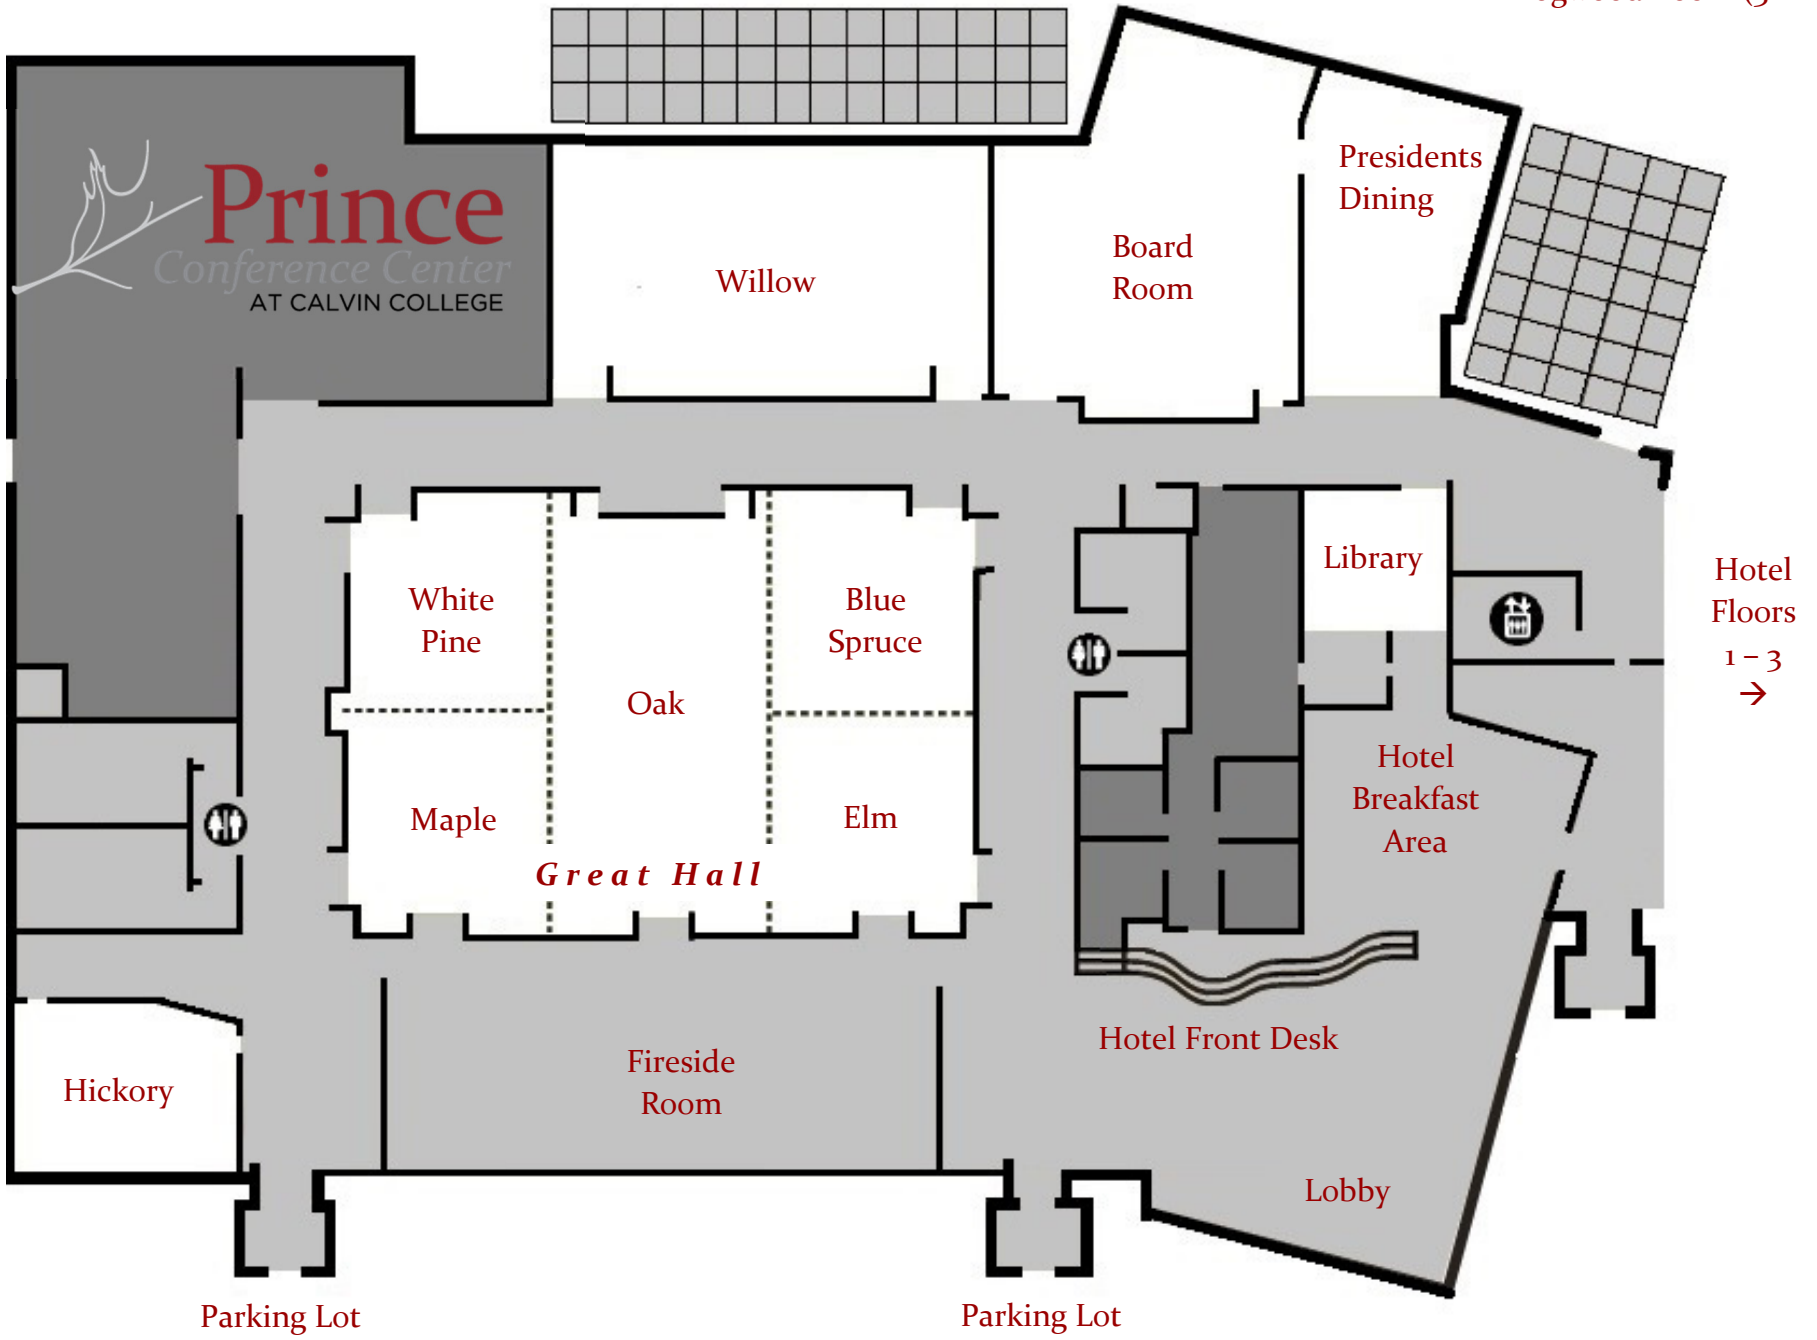 Prince
Conference Center
AT CALVIN COLLEGE
Willow
Board
Room
Presidents
Dining
White
Pine
Oak
Blue
Spruce
Library
Hotel
Floors
1 – 3
→
Maple
Elm
Great Hall
Hotel
Breakfast
Area
Hickory
Fireside
Room
Hotel Front Desk
Lobby
Parking Lot
Parking Lot